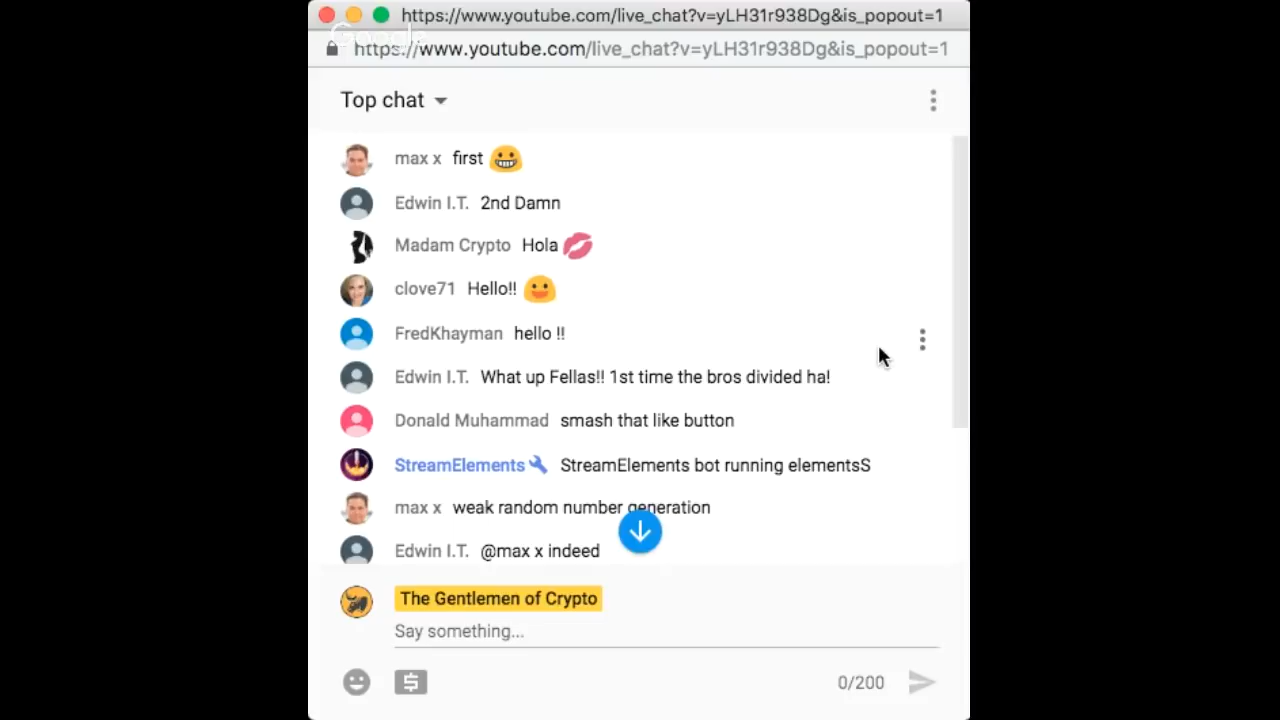 https://www.youtube.com/live_chat?v=yLH31r938Dg&is_popout=1
Google
https://www.youtube.com/live_chat?v=yLH31r938Dg&is_popout=1
Top chat
max x first
Edwin I.T. 2nd Damn
Madam Crypto Hola
clove71 Hello!!
FredKhayman hello !!
Edwin I.T. What up Fellas!! 1st time the bros divided ha!
Donald Muhammad smash that like button
StreamElements StreamElements bot running elementsS
max x weak random number generation
Edwin I.T. @max x indeed
The Gentlemen of Crypto
Say something...
0/200